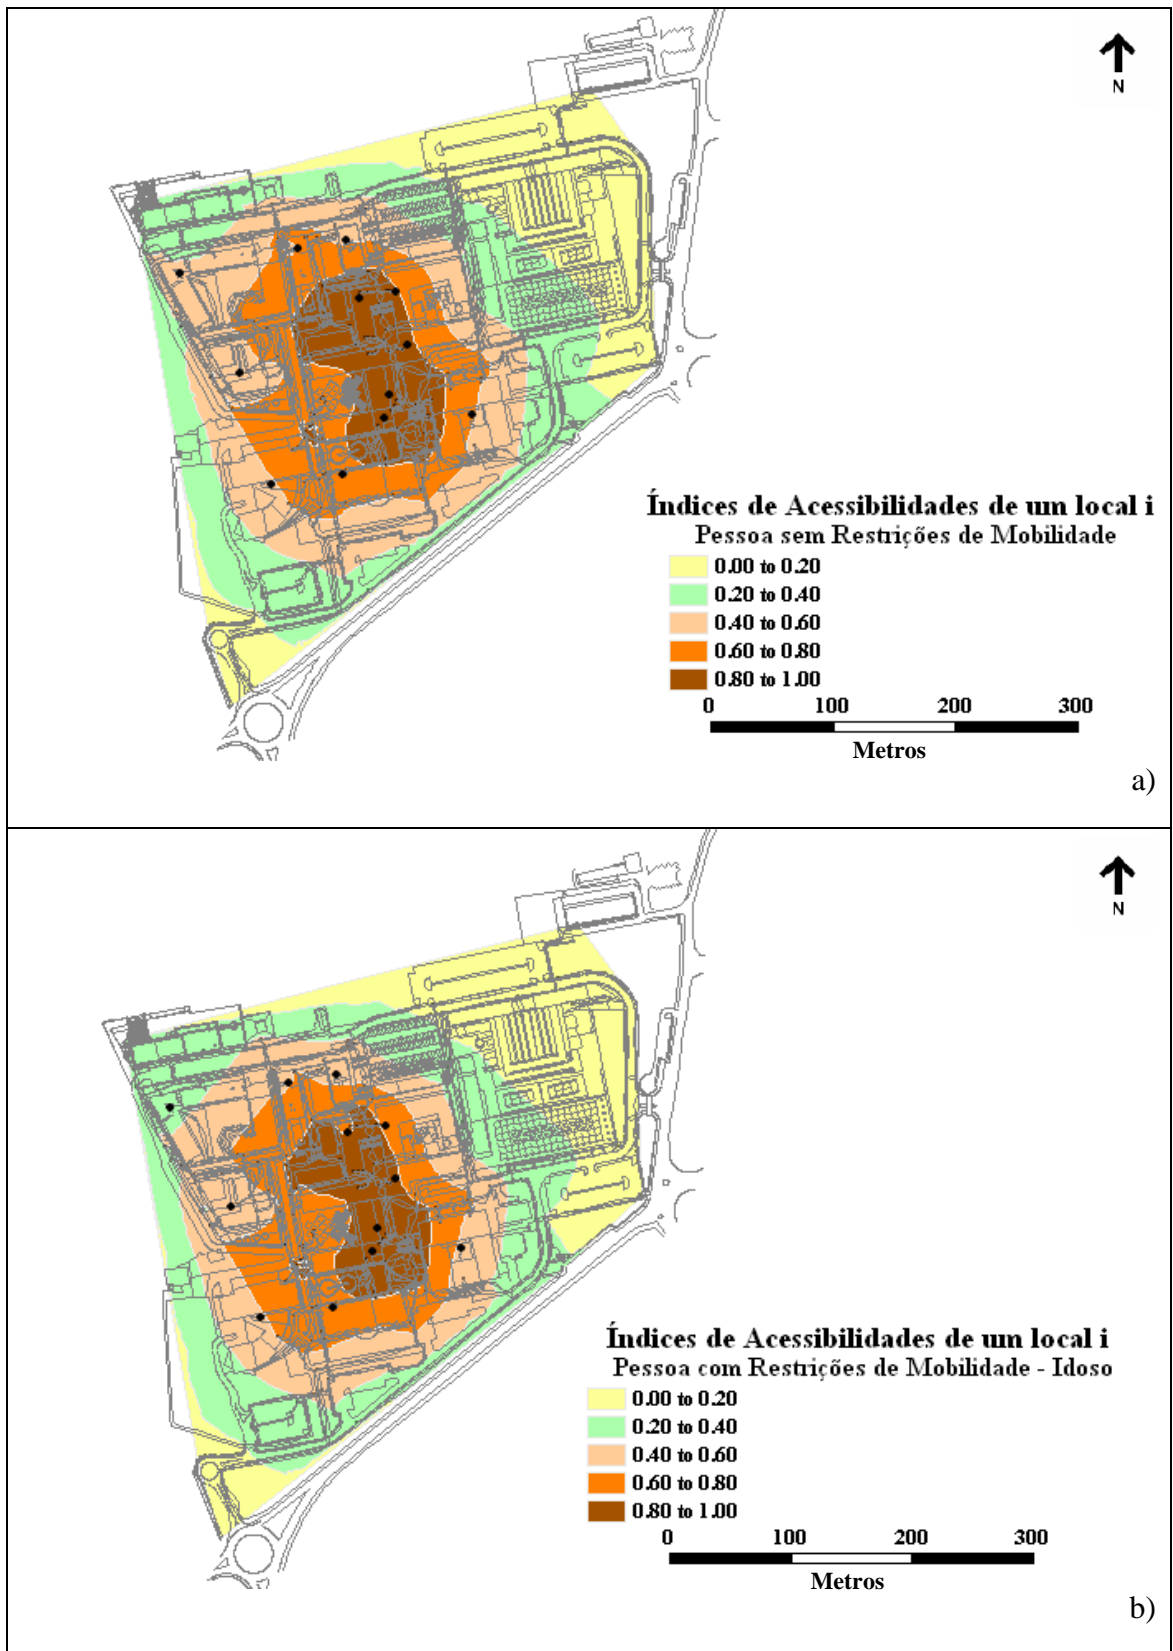 N
Índices de Acessibilidades de um local i
Pessoa sem Restrições de Mobilidade
0.00 to 0.20
0.20 to 0.40
0.40 to 0.60
0.60 to 0.80
0.80 to 1.00
0 100 200 300
Metros
a)
N
Índices de Acessibilidades de um local i
Pessoa com Restrições de Mobilidade - Idoso
0.00 to 0.20
0.20 to 0.40
0.40 to 0.60
0.60 to 0.80
0.80 to 1.00
0 100 200 300
Metros
b)